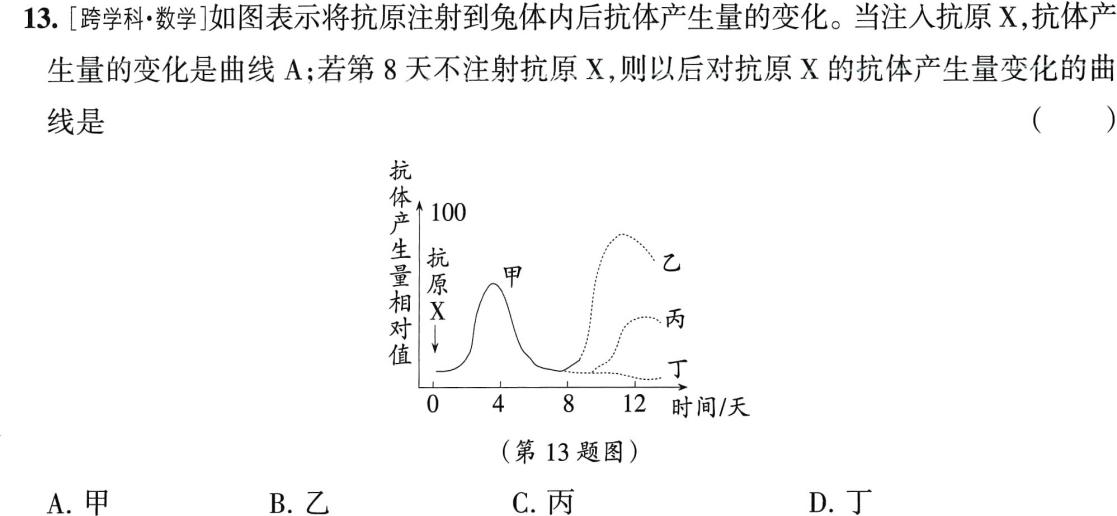 13. [跨学科·数学]如图表示将抗原注射到兔体内后抗体产生量的变化。当注入抗原 X,抗体产
生量的变化是曲线 A;若第 8 天不注射抗原 X,则以后对抗原 X 的抗体产生量变化的曲
线是 ( )
抗体产生量相对值
100
抗原X
甲
乙
丙
丁
0 4 8 12 时间/天
(第 13 题图)
A. 甲 B. 乙 C. 丙 D. 丁